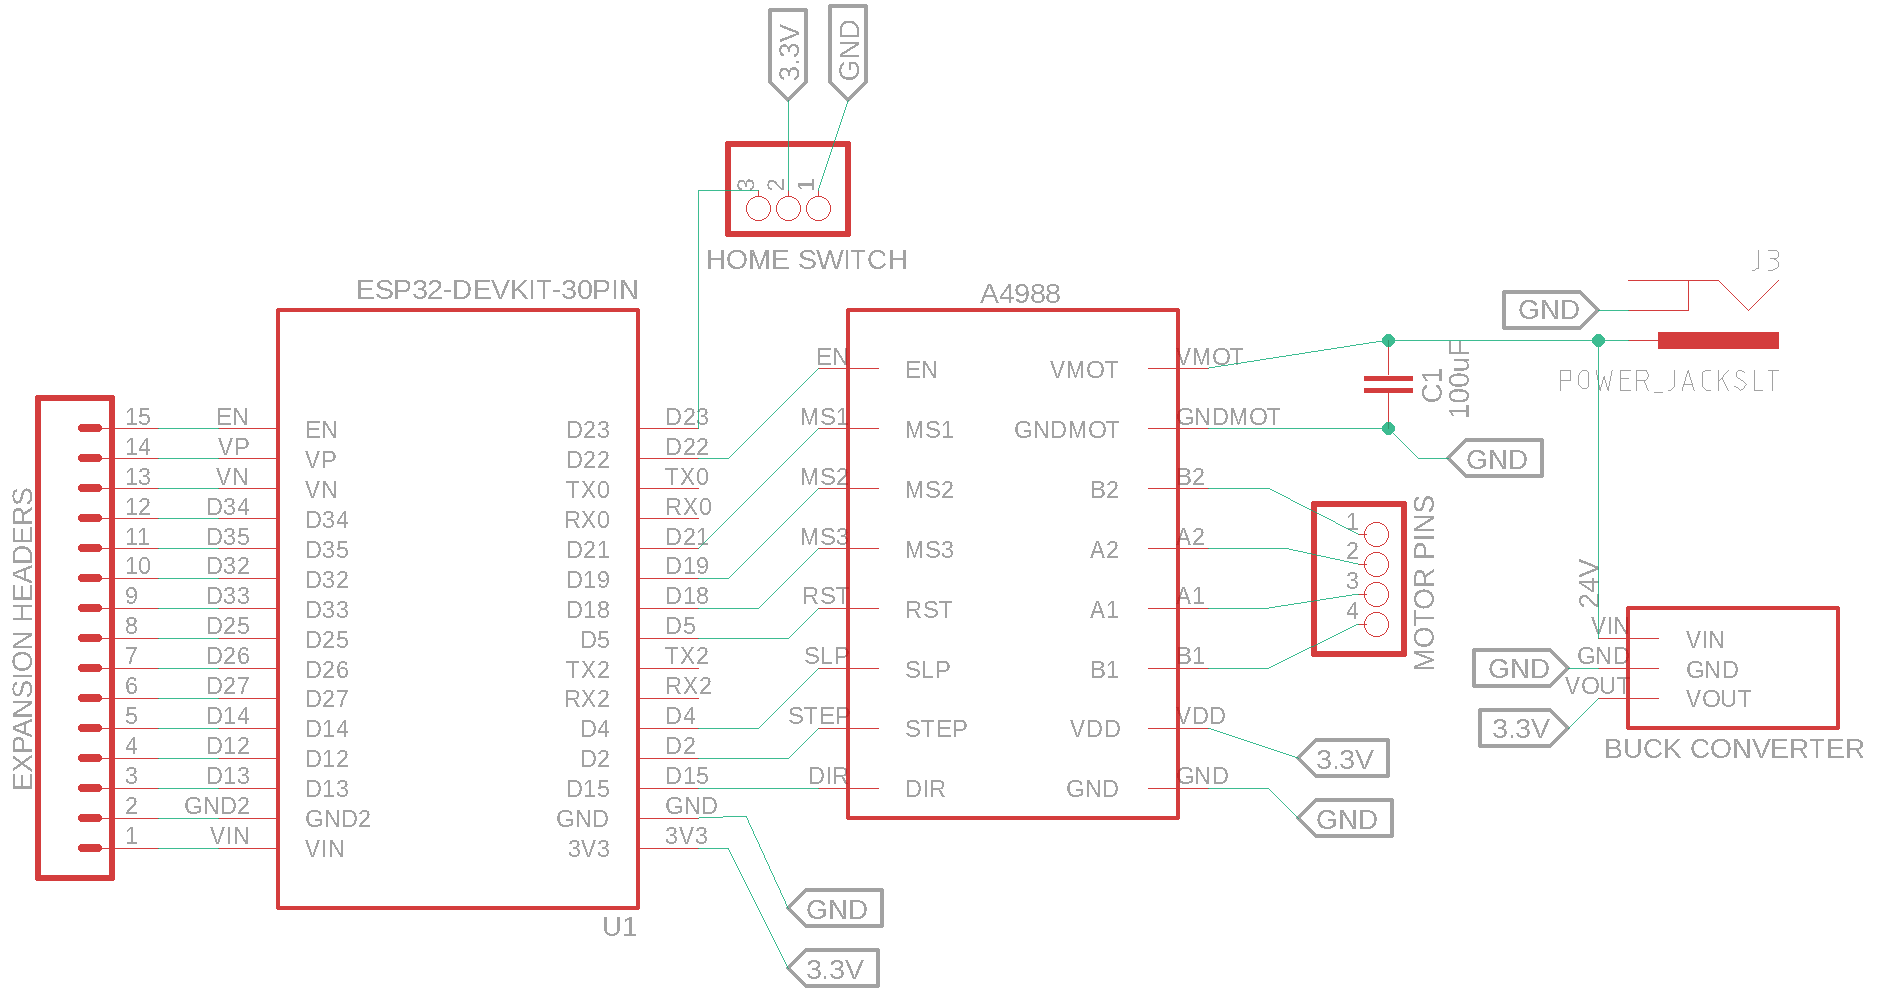 3.3V
GND
3
2
1
HOME SWITCH
ESP32-DEVKIT-30PIN
A4988
J3
GND
POWER_JACKSLT
C1
100uF
EXPANSION HEADERS
15 EN EN
14 VP VP
13 VN VN
12 D34 D34
11 D35 D35
10 D32 D32
9 D33 D33
8 D25 D25
7 D26 D26
6 D27 D27
5 D14 D14
4 D12 D12
3 D13 D13
2 GND2 GND2
1 VIN VIN
D23 D23
D22 D22
TX0 TX0
RX0 RX0
D21 D21
D19 D19
D18 D18
D5 D5
TX2 TX2
RX2 RX2
D4 D4
D2 D2
D15 D15
GND GND
3V3 3V3
U1
GND
3.3V
EN EN
MS1 MS1
MS2 MS2
MS3 MS3
RST RST
SLP SLP
STEP STEP
DIR DIR
VMOT VMOT
GNDMOT GNDMOT
B2 B2
A2 A2
A1 A1
B1 B1
VDD VDD
GND GND
GND
1
2
3
4
MOTOR PINS
3.3V
GND
24V
VIN VIN
GND GND GND
VOUT VOUT
3.3V
BUCK CONVERTER